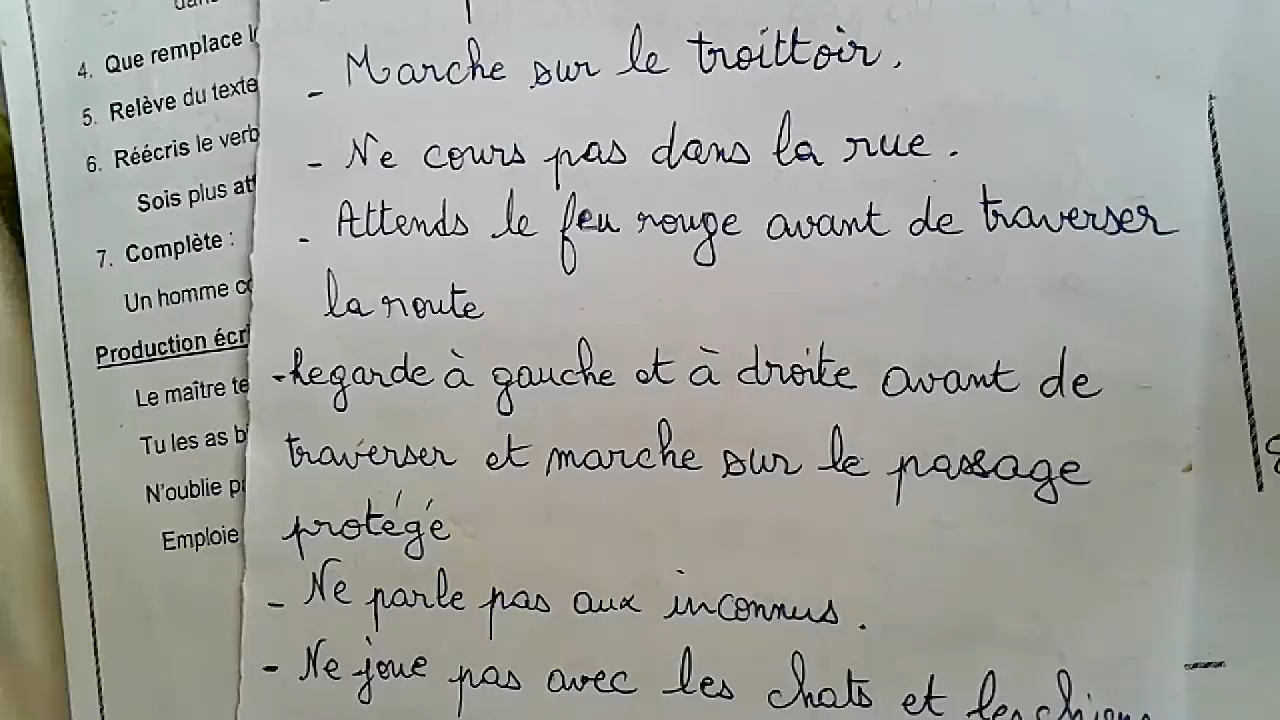 4. Que remplace
5. Relève du texte
6. Réécris le verb
Sois plus att
7. Complète :
Un homme
Production écri
Le maître te
Tu les as b
N'oublie p
Emploie
- Marche sur le troittoir.
- Ne cours pas dans la rue.
- Attends le feu rouge avant de traverser
la route
- Regarde à gauche et à droite avant de
traverser et marche sur le passage
protégé
- Ne parle pas aux inconnus.
- Ne joue pas avec les chats et les chiens